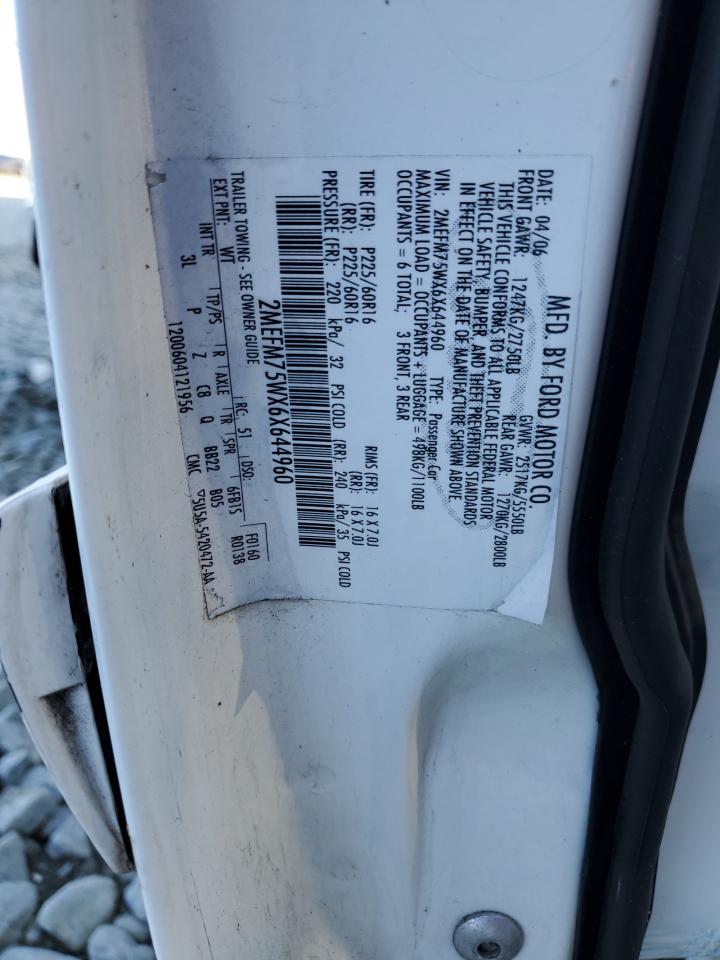 MFD. BY FORD MOTOR CO.
DATE: 04/06 GVWR: 2517KG/5550LB
FRONT GAWR: 1247KG/2750LB REAR GAWR: 1270KG/2800LB
THIS VEHICLE CONFORMS TO ALL APPLICABLE FEDERAL MOTOR
VEHICLE SAFETY, BUMPER, AND THEFT PREVENTION STANDARDS
IN EFFECT ON THE DATE OF MANUFACTURE SHOWN ABOVE.
VIN: 2MEFM75WX6X644960 TYPE: Passenger Car
MAXIMUM LOAD = OCCUPANTS + LUGGAGE = 498KG/1100LB
OCCUPANTS = 6 TOTAL; 3 FRONT, 3 REAR
TIRE (FR): P225/60R16 RIMS (FR): 16 X 7.0J
(RR): P225/60R16 (RR): 16 X 7.0J
PRESSURE (FR): 220 kPa/ 32 PSI COLD (RR): 240 kPa/35 PSI COLD
2MEFM75WX6X644960
TRAILER TOWING - SEE OWNER GUIDE
EXT PNT: WT RC: 51 DSO: F0160
6FB15 R0138
INT TR TP/PS R AXLE TR SPR
3L P Z C8 Q BB22 B05
CMC
1200604121956 ▽5U5A-5420472-AA